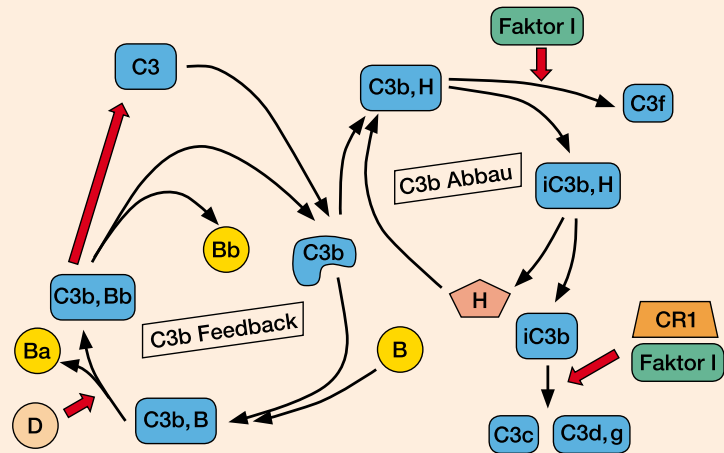 Faktor I
C3
C3b, H
C3f
C3b Abbau
iC3b, H
Bb
C3b
C3b, Bb
H
C3b Feedback
CR1
iC3b
Ba
B
Faktor I
D
C3b, B
C3c
C3d, g